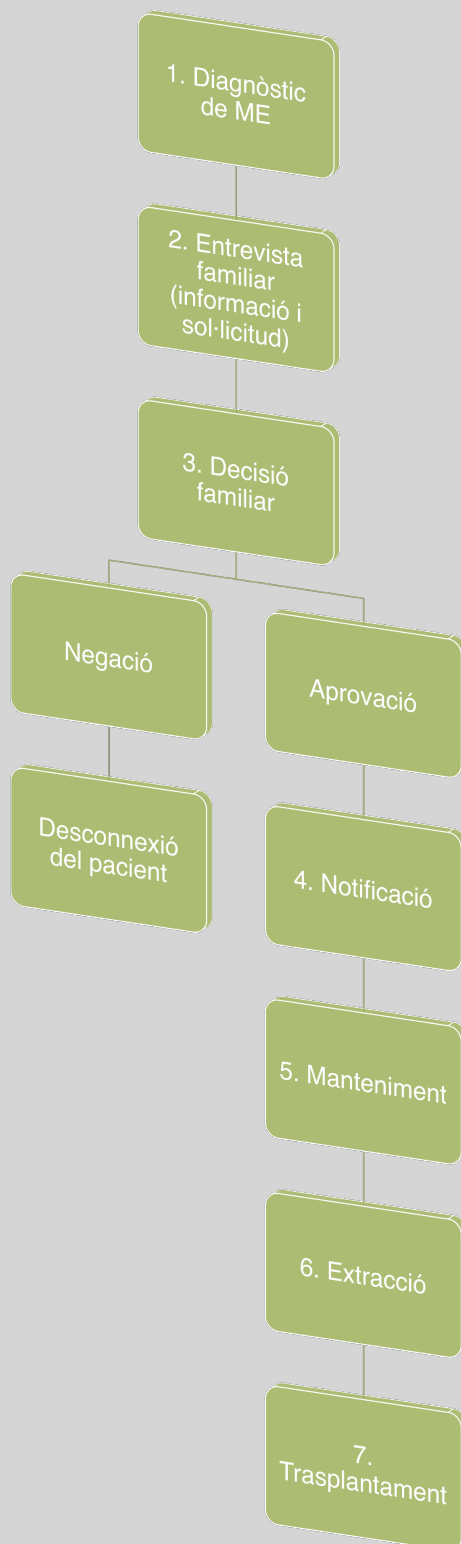 1. Diagnòstic
de ME
2. Entrevista
familiar
(informació i
sol·licitud)
3. Decisió
familiar
Negació
Aprovació
Desconnexió
del pacient
4. Notificació
5. Manteniment
6. Extracció
7.
Trasplantament